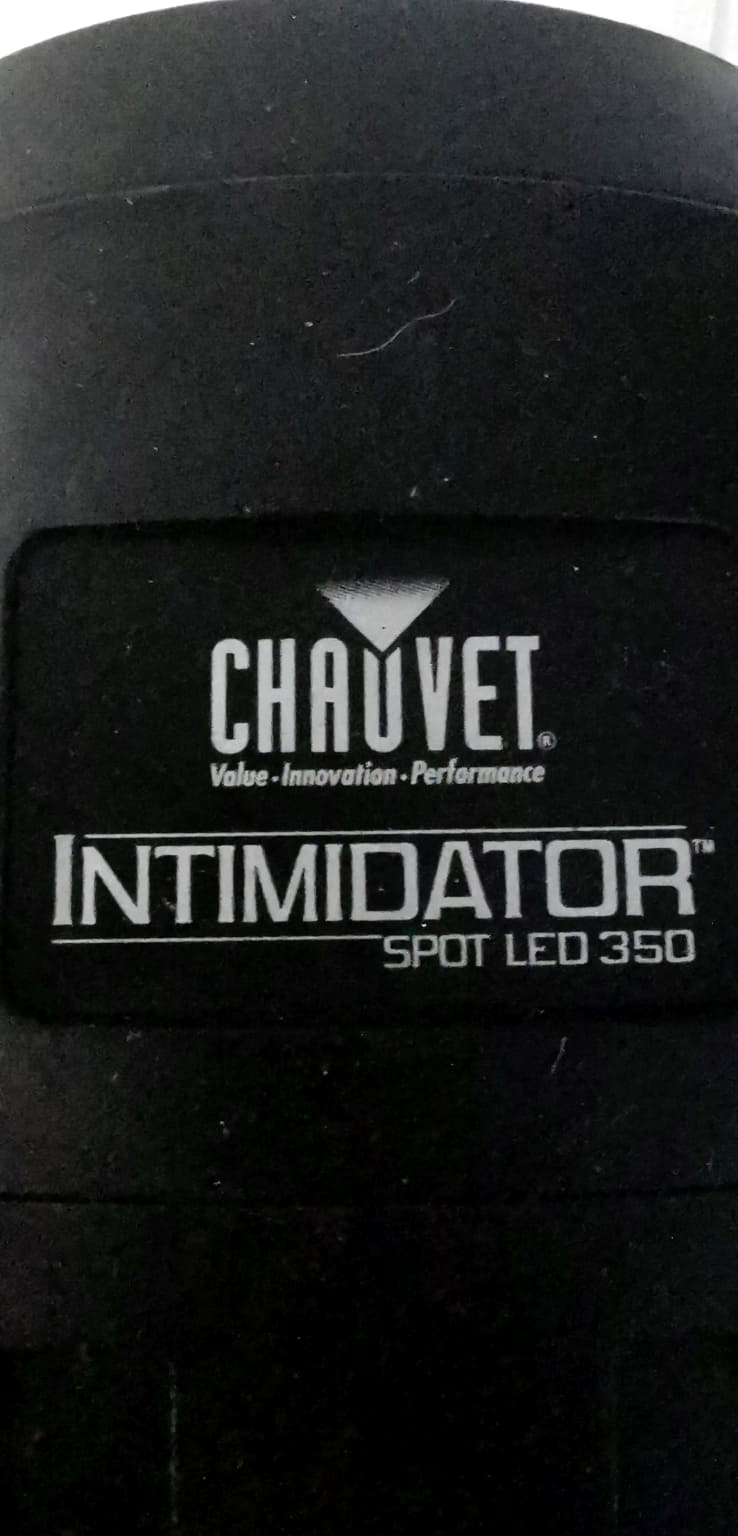 CHAUVET®
Value • Innovation • Performance
INTIMIDATOR™
SPOT LED 350